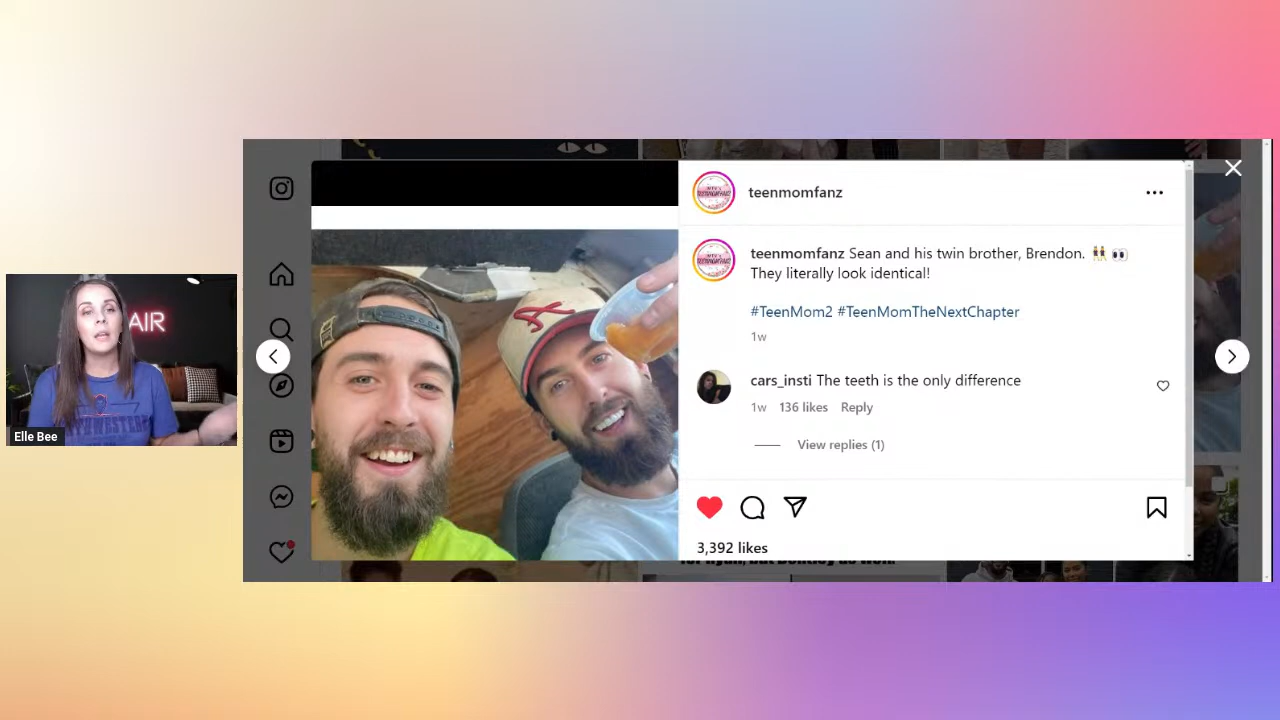 AIR
Elle Bee
A
teenmomfanz
teenmomfanz Sean and his twin brother, Brendon. 👯‍♂️ 👀
They literally look identical!
#TeenMom2 #TeenMomTheNextChapter
1w
cars_insti The teeth is the only difference
1w 136 likes Reply
View replies (1)
3,392 likes